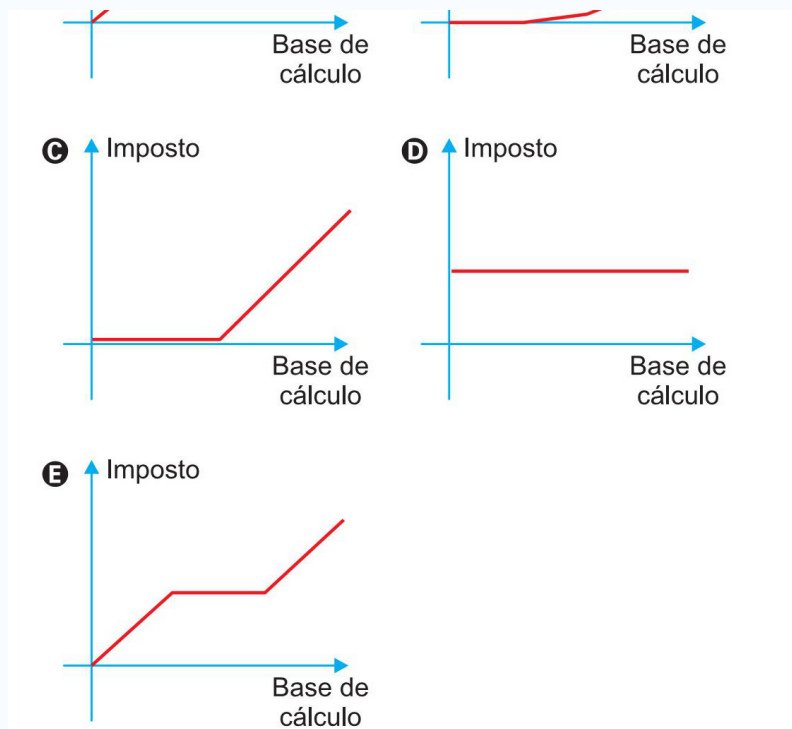 Base de
cálculo
Base de
cálculo
C Imposto
Base de
cálculo
D Imposto
Base de
cálculo
E Imposto
Base de
cálculo